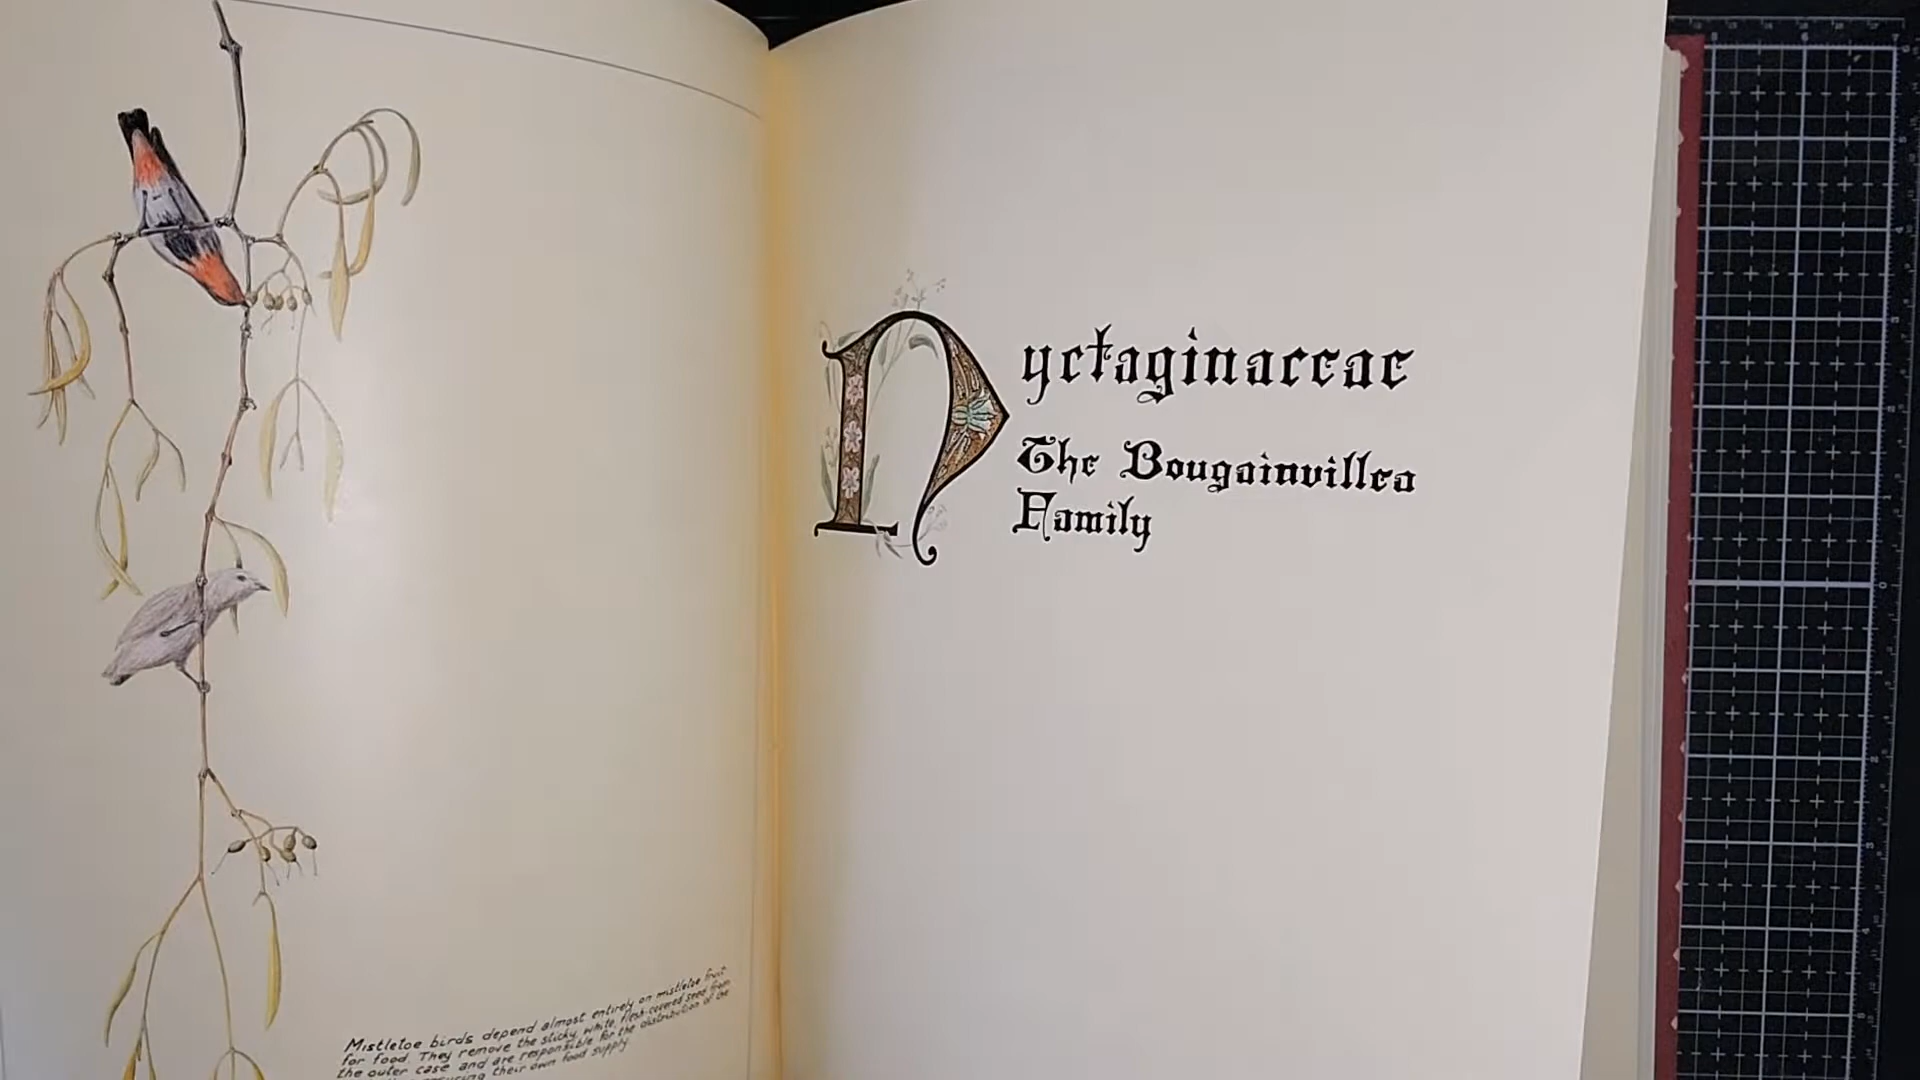 Mistletoe birds depend almost entirely on mistletoe fruit
for food. They remove the sticky, white, flesh-covered seed from
the outer case and are responsible for the distribution of the
ensuring their own food supply.
Nyctaginaceae
The Bougainvillea
Family